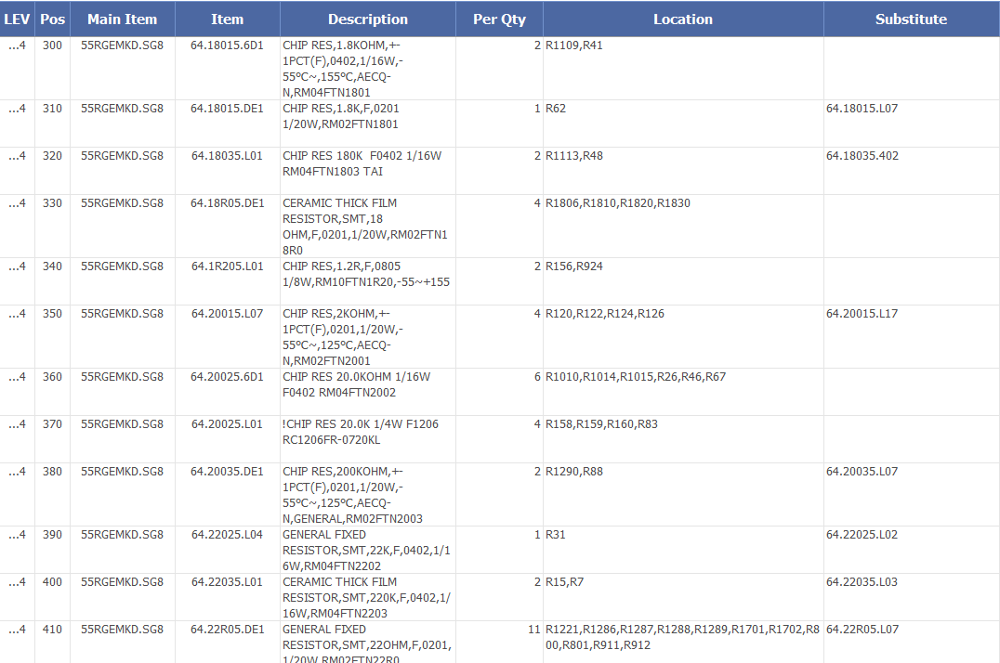 LEV Pos Main Item Item Description Per Qty Location Substitute
...4 300 55RGEMKD.SG8 64.18015.6D1 CHIP RES,1.8KOHM,+- 2 R1109,R41
1PCT(F),0402,1/16W,-
55ºC~,155ºC,AECQ-
N,RM04FTN1801
...4 310 55RGEMKD.SG8 64.18015.DE1 CHIP RES,1.8K,F,0201 1 R62 64.18015.L07
1/20W,RM02FTN1801
...4 320 55RGEMKD.SG8 64.18035.L01 CHIP RES 180K  F0402 1/16W 2 R1113,R48 64.18035.402
RM04FTN1803 TAI
...4 330 55RGEMKD.SG8 64.18R05.DE1 CERAMIC THICK FILM 4 R1806,R1810,R1820,R1830
RESISTOR,SMT,18
OHM,F,0201,1/20W,RM02FTN1
8R0
...4 340 55RGEMKD.SG8 64.1R205.L01 CHIP RES,1.2R,F,0805 2 R156,R924
1/8W,RM10FTN1R20,-55~+155
...4 350 55RGEMKD.SG8 64.20015.L07 CHIP RES,2KOHM,+- 4 R120,R122,R124,R126 64.20015.L17
1PCT(F),0201,1/20W,-
55ºC~,125ºC,AECQ-
N,RM02FTN2001
...4 360 55RGEMKD.SG8 64.20025.6D1 CHIP RES 20.0KOHM 1/16W 6 R1010,R1014,R1015,R26,R46,R67
F0402 RM04FTN2002
...4 370 55RGEMKD.SG8 64.20025.L01 !CHIP RES 20.0K 1/4W F1206 4 R158,R159,R160,R83
RC1206FR-0720KL
...4 380 55RGEMKD.SG8 64.20035.DE1 CHIP RES,200KOHM,+- 2 R1290,R88 64.20035.L07
1PCT(F),0201,1/20W,-
55ºC~,125ºC,AECQ-
N,GENERAL,RM02FTN2003
...4 390 55RGEMKD.SG8 64.22025.L04 GENERAL FIXED 1 R31 64.22025.L02
RESISTOR,SMT,22K,F,0402,1/1
6W,RM04FTN2202
...4 400 55RGEMKD.SG8 64.22035.L01 CERAMIC THICK FILM 2 R15,R7 64.22035.L03
RESISTOR,SMT,220K,F,0402,1/
16W,RM04FTN2203
...4 410 55RGEMKD.SG8 64.22R05.DE1 GENERAL FIXED 11 R1221,R1286,R1287,R1288,R1289,R1701,R1702,R8 64.22R05.L07
RESISTOR,SMT,22OHM,F,0201, 00,R801,R911,R912
1/20W,RM02FTN22R0